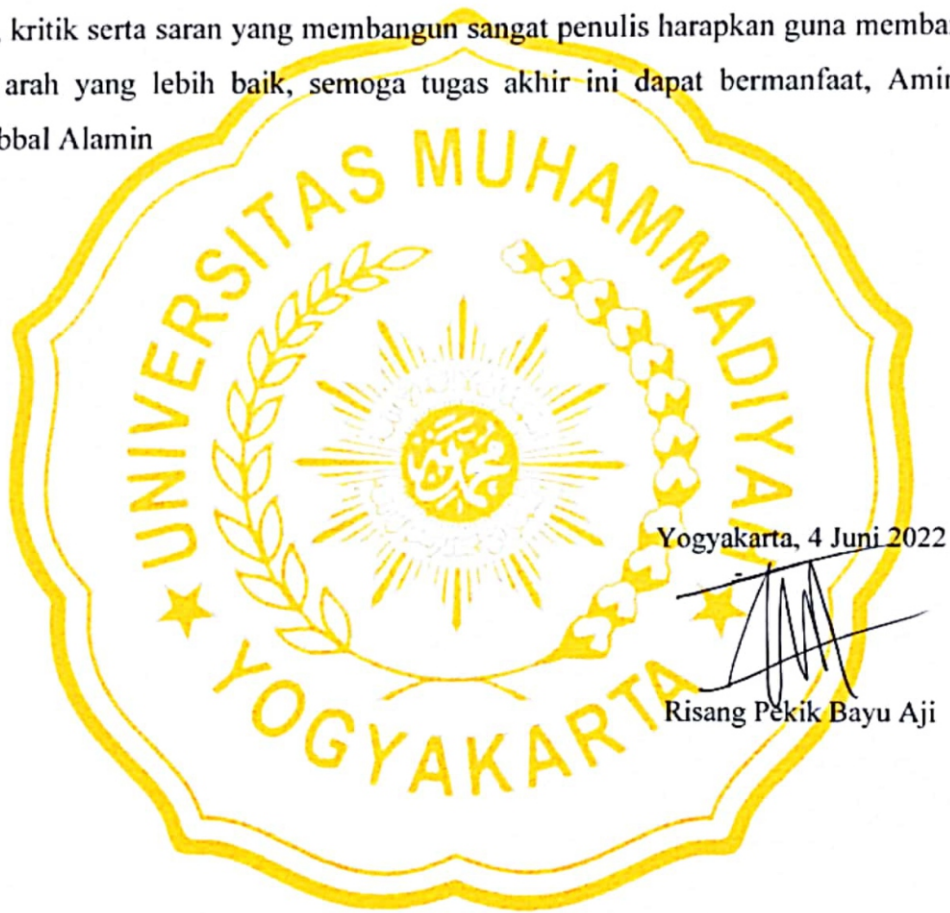 kritik serta saran yang membangun sangat penulis harapkan guna memba
arah yang lebih baik, semoga tugas akhir ini dapat bermanfaat, Amin
bbal Alamin
UNIVERSITAS MUHAMMADIYAH
YOGYAKARTA
Yogyakarta, 4 Juni 2022
Risang Pekik Bayu Aji